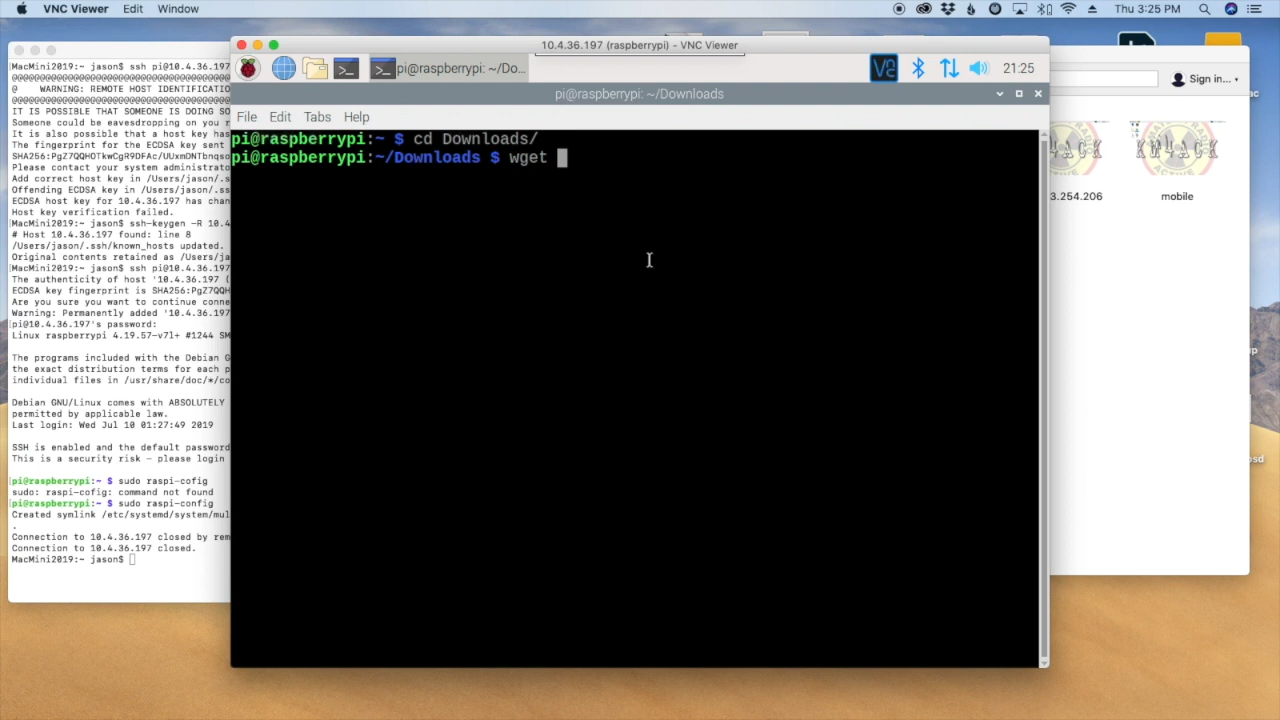 VNC Viewer Edit Window
Thu 3:25 PM
MacMini2019:~ jason$ ssh pi@10.4.36.197
@@@@@@@@@@@@@@@@@@@@@@@@@@@@@@@@@@@@@
@ WARNING: REMOTE HOST IDENTIFICATIO
@@@@@@@@@@@@@@@@@@@@@@@@@@@@@@@@@@@@@
IT IS POSSIBLE THAT SOMEONE IS DOING SO
Someone could be eavesdropping on you r
It is also possible that a host key has
The fingerprint for the ECDSA key sent
Please contact your system administrato
Add correct host key in /Users/jason/.s
Offending ECDSA key in /Users/jason/.ss
ECDSA host key for 10.4.36.197 has chan
Host key verification failed.
MacMini2019:~ jason$ ssh-keygen -R 10.4
# Host 10.4.36.197 found: line 8
/Users/jason/.ssh/known_hosts updated.
Original contents retained as /Users/ja
MacMini2019:~ jason$ ssh pi@10.4.36.197
The authenticity of host '10.4.36.197 (
ECDSA key fingerprint is SHA256:PgZ7QQH
Are you sure you want to continue conne
Warning: Permanently added '10.4.36.197
pi@10.4.36.197's password:
Linux raspberrypi 4.19.57-v7l+ #1244 SM
The programs included with the Debian G
the exact distribution terms for each p
individual files in /usr/share/doc/*/co
Debian GNU/Linux comes with ABSOLUTELY
permitted by applicable law.
Last login: Wed Jul 10 01:27:49 2019
SSH is enabled and the default password
This is a security risk - please login
pi@raspberrypi:~ $ sudo raspi-cofig
sudo: raspi-cofig: command not found
pi@raspberrypi:~ $ sudo raspi-config
Created symlink /etc/systemd/system/mul
.
Connection to 10.4.36.197 closed by rem
Connection to 10.4.36.197 closed.
MacMini2019:~ jason$
10.4.36.197 (raspberrypi) - VNC Viewer
pi@raspberrypi: ~/Do...
21:25
pi@raspberrypi: ~/Downloads
File Edit Tabs Help
pi@raspberrypi:~ $ cd Downloads/
pi@raspberrypi:~/Downloads $ wget
Sign in...
3.254.206
mobile